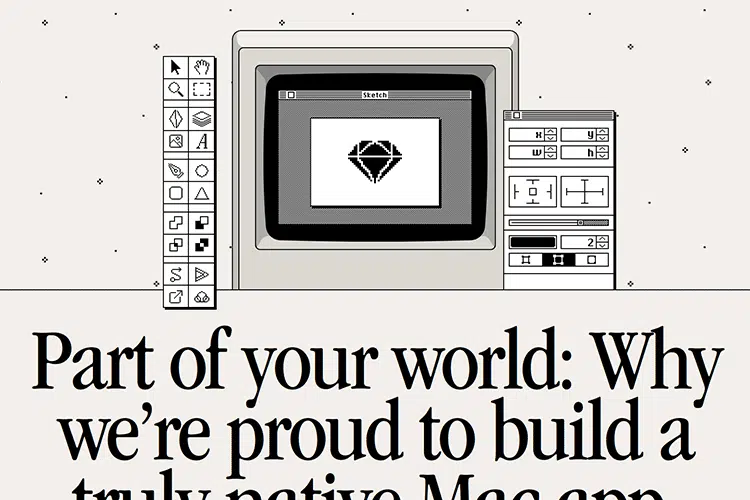 Sketch
A
x
y
w
h
2
Part of your world: Why
we’re proud to build a
truly native Mac app